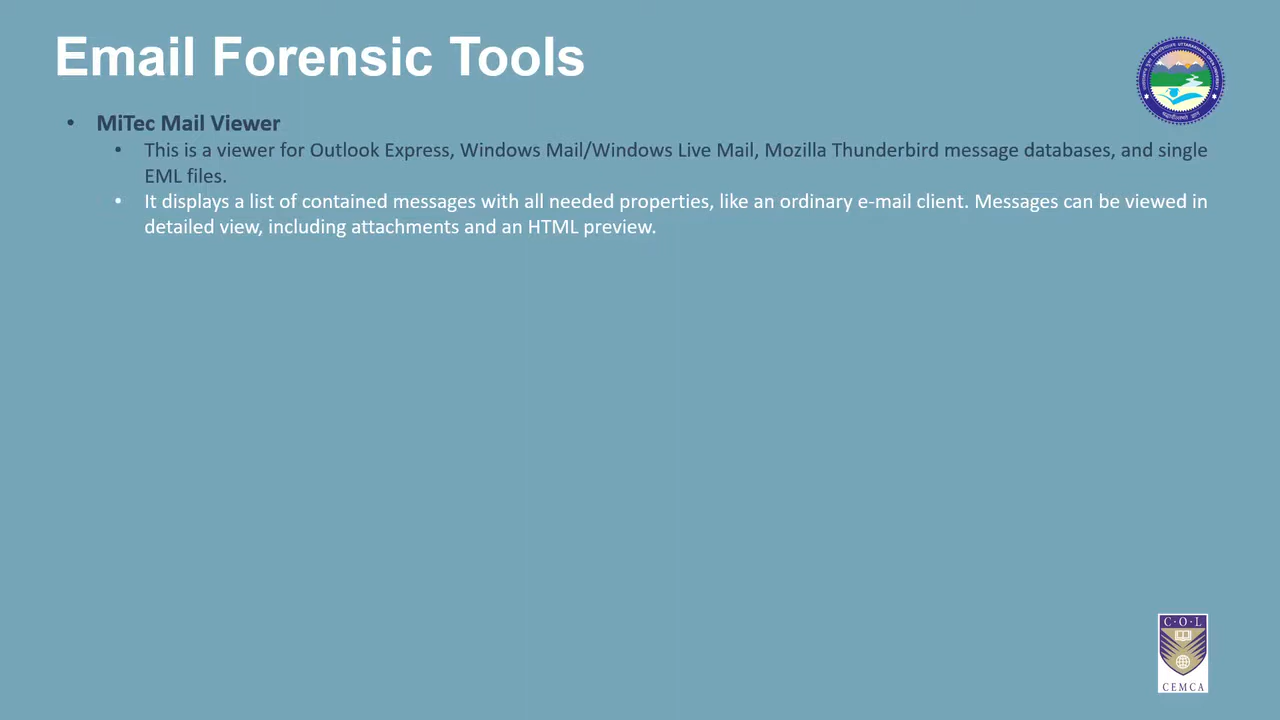 Email Forensic Tools
• MiTec Mail Viewer
• This is a viewer for Outlook Express, Windows Mail/Windows Live Mail, Mozilla Thunderbird message databases, and single
EML files.
• It displays a list of contained messages with all needed properties, like an ordinary e-mail client. Messages can be viewed in
detailed view, including attachments and an HTML preview.
C·O·L
CEMCA